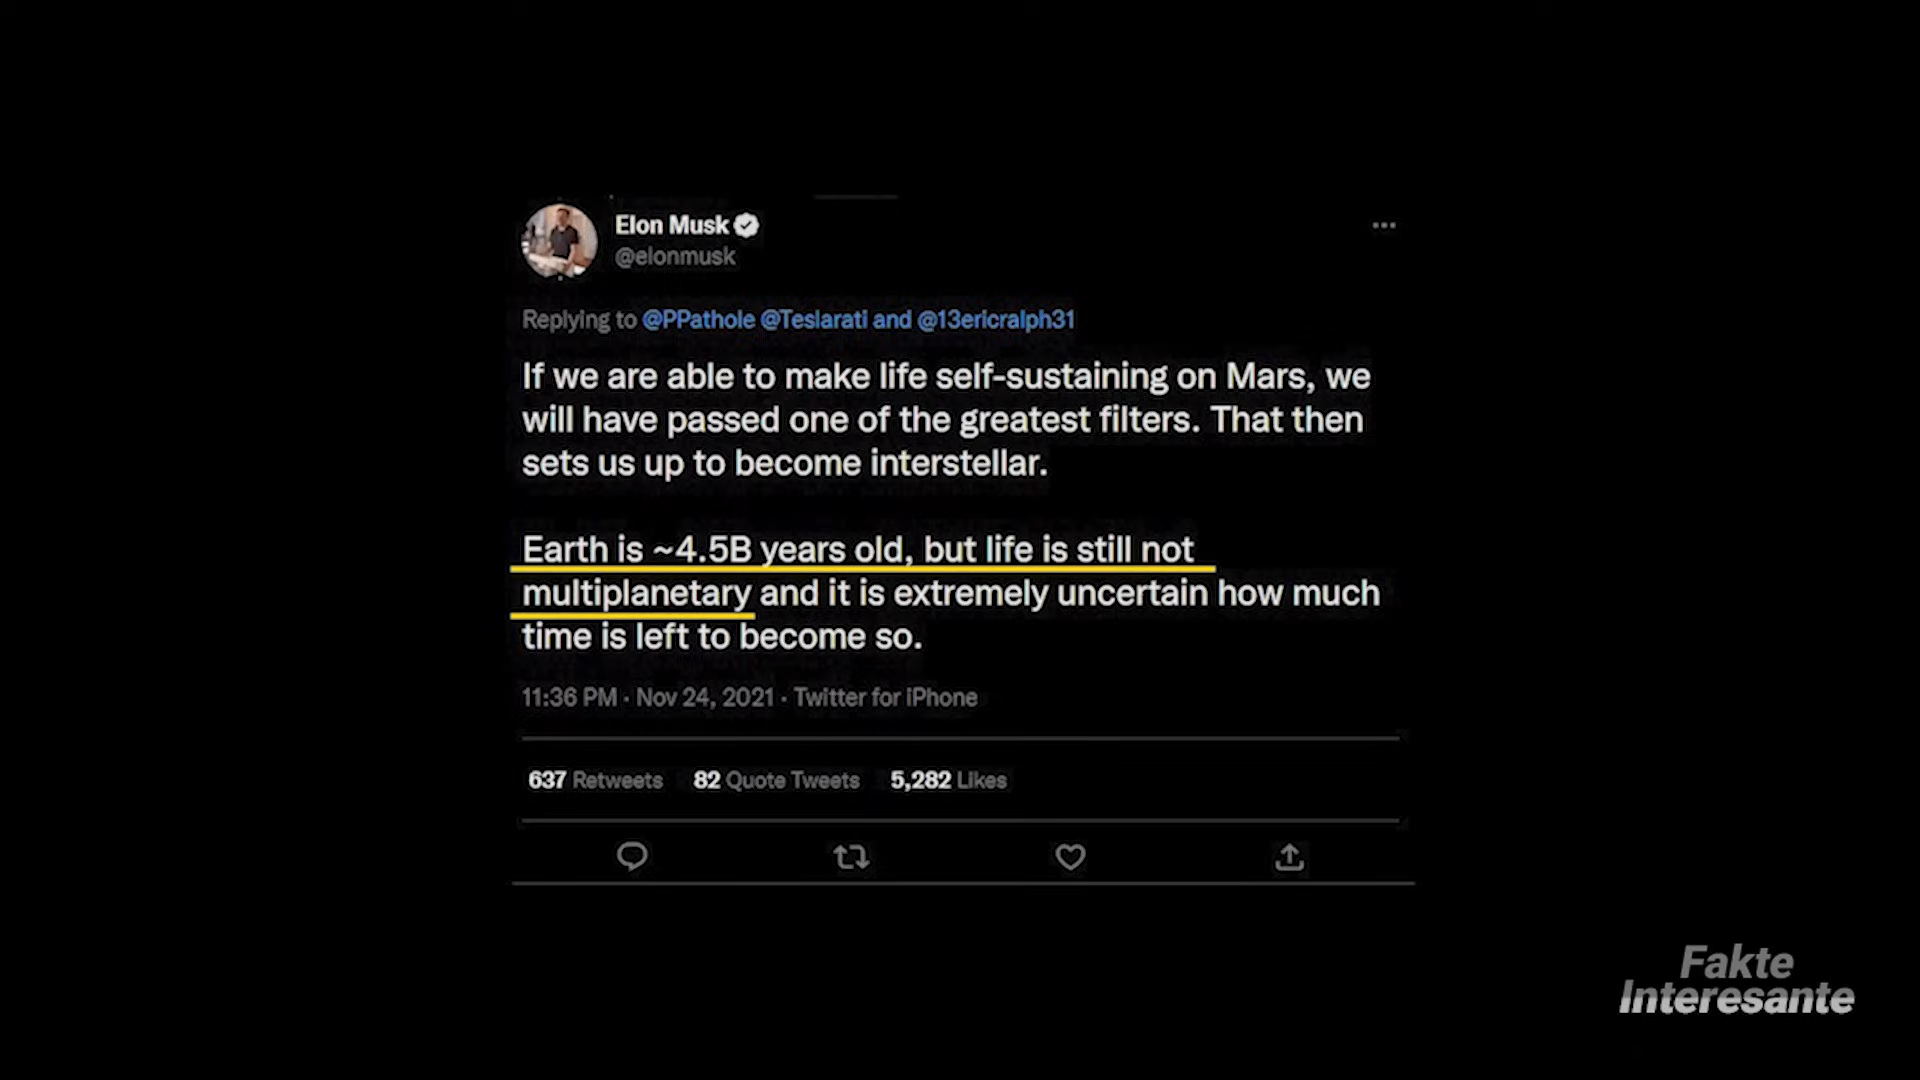 Elon Musk
@elonmusk
Replying to @PPathole @Teslarati and @13ericralph31
If we are able to make life self-sustaining on Mars, we
will have passed one of the greatest filters. That then
sets us up to become interstellar.
Earth is ~4.5B years old, but life is still not
multiplanetary and it is extremely uncertain how much
time is left to become so.
11:36 PM · Nov 24, 2021 · Twitter for iPhone
637 Retweets 82 Quote Tweets 5,282 Likes
Fakte
Interesante